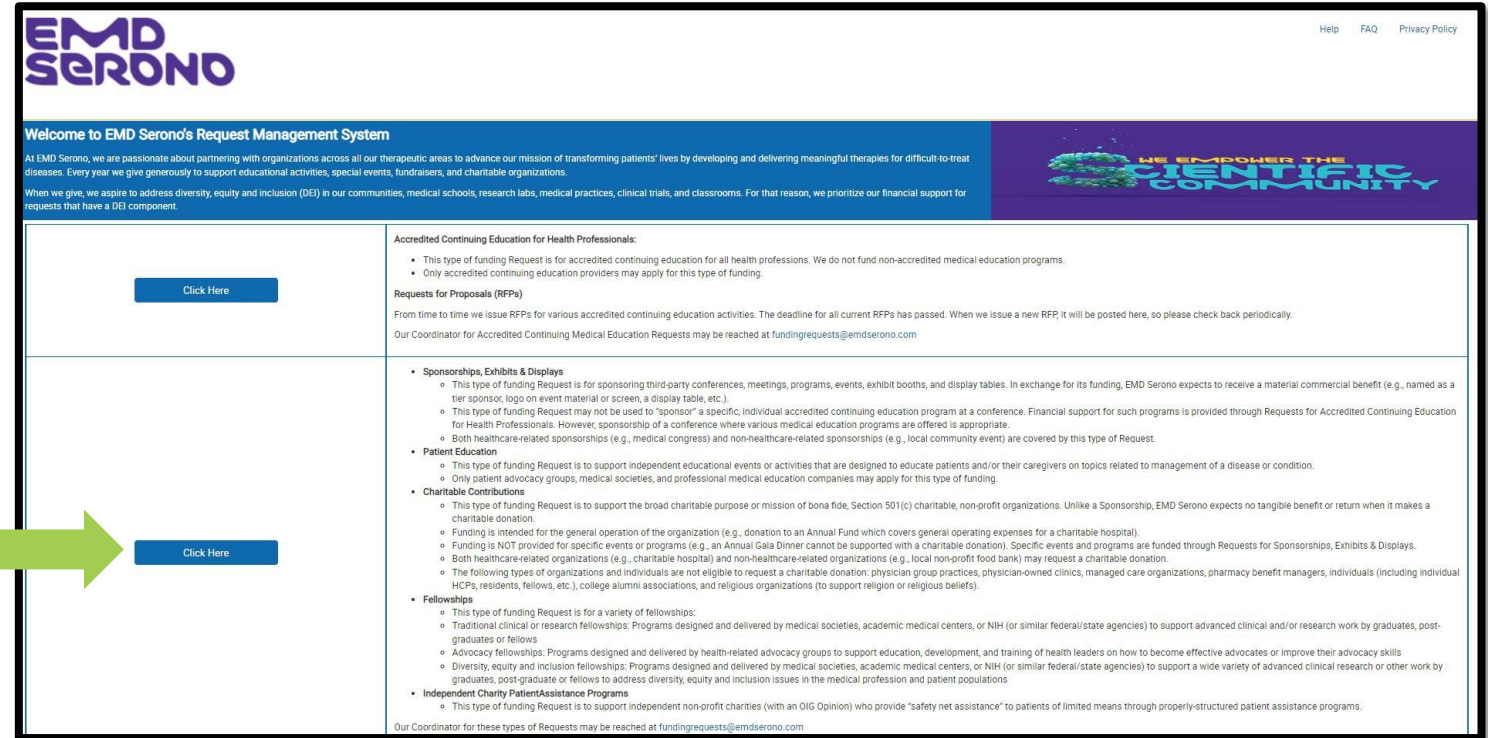 EMD
SERONO
Help FAQ Privacy Policy
Welcome to EMD Serono's Request Management System
At EMD Serono, we are passionate about partnering with organizations across all our therapeutic areas to advance our mission of transforming patients' lives by developing and delivering meaningful therapies for difficult-to-treat
diseases. Every year we give generously to support educational activities, special events, fundraisers, and charitable organizations.
When we give, we aspire to address diversity, equity and inclusion (DEI) in our communities, medical schools, research labs, medical practices, clinical trials, and classrooms. For that reason, we prioritize our financial support for
requests that have a DEI component.
WE EMPOWER THE
SCIENTIFIC
COMMUNITY
Click Here
Accredited Continuing Education for Health Professionals:
• This type of funding Request is for accredited continuing education for all health professions. We do not fund non-accredited medical education programs.
• Only accredited continuing education providers may apply for this type of funding.
Requests for Proposals (RFPs)
From time to time we issue RFPs for various accredited continuing education activities. The deadline for all current RFPs has passed. When we issue a new RFP, it will be posted here, so please check back periodically.
Our Coordinator for Accredited Continuing Medical Education Requests may be reached at fundingrequests@emdserono.com
Click Here
• Sponsorships, Exhibits & Displays
◦ This type of funding Request is for sponsoring third-party conferences, meetings, programs, events, exhibit booths, and display tables. In exchange for its funding, EMD Serono expects to receive a material commercial benefit (e.g., named as a
tier sponsor, logo on event material or screen, a display table, etc.).
◦ This type of funding Request may not be used to "sponsor" a specific, individual accredited continuing education program at a conference. Financial support for such programs is provided through Requests for Accredited Continuing Education
for Health Professionals. However, sponsorship of a conference where various medical education programs are offered is appropriate.
◦ Both healthcare-related sponsorships (e.g., medical congress) and non-healthcare-related sponsorships (e.g., local community event) are covered by this type of Request.
• Patient Education
◦ This type of funding Request is to support independent educational events or activities that are designed to educate patients and/or their caregivers on topics related to management of a disease or condition.
◦ Only patient advocacy groups, medical societies, and professional medical education companies may apply for this type of funding.
• Charitable Contributions
◦ This type of funding Request is to support the broad charitable purpose or mission of bona fide, Section 501(c) charitable, non-profit organizations. Unlike a Sponsorship, EMD Serono expects no tangible benefit or return when it makes a
charitable donation.
◦ Funding is intended for the general operation of the organization (e.g., donation to an Annual Fund which covers general operating expenses for a charitable hospital).
◦ Funding is NOT provided for specific events or programs (e.g., an Annual Gala Dinner cannot be supported with a charitable donation). Specific events and programs are funded through Requests for Sponsorships, Exhibits & Displays.
◦ Both healthcare-related organizations (e.g., charitable hospital) and non-healthcare-related organizations (e.g., local non-profit food bank) may request a charitable donation.
◦ The following types of organizations and individuals are not eligible to request a charitable donation: physician group practices, physician-owned clinics, managed care organizations, pharmacy benefit managers, individuals (including individual
HCPs, residents, fellows, etc.), college alumni associations, and religious organizations (to support religion or religious beliefs).
• Fellowships
◦ This type of funding Request is for a variety of fellowships:
◦ Traditional clinical or research fellowships: Programs designed and delivered by medical societies, academic medical centers, or NIH (or similar federal/state agencies) to support advanced clinical and/or research work by graduates, post-
graduates or fellows
◦ Advocacy fellowships: Programs designed and delivered by health-related advocacy groups to support education, development, and training of health leaders on how to become effective advocates or improve their advocacy skills
◦ Diversity, equity and inclusion fellowships: Programs designed and delivered by medical societies, academic medical centers, or NIH (or similar federal/state agencies) to support a wide variety of advanced clinical research or other work by
graduates, post-graduate or fellows to address diversity, equity and inclusion issues in the medical profession and patient populations
• Independent Charity PatientAssistance Programs
◦ This type of funding Request is to support independent non-profit charities (with an OIG Opinion) who provide "safety net assistance" to patients of limited means through properly-structured patient assistance programs.
Our Coordinator for these types of Requests may be reached at fundingrequests@emdserono.com